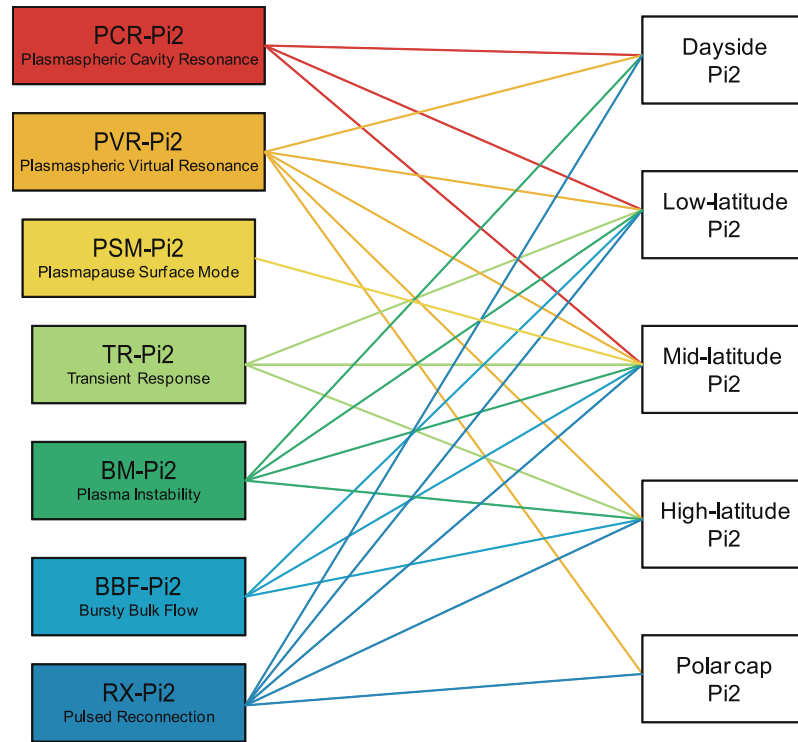 PCR-Pi2
Plasmaspheric Cavity Resonance
PVR-Pi2
Plasmaspheric Virtual Resonance
PSM-Pi2
Plasmapause Surface Mode
TR-Pi2
Transient Response
BM-Pi2
Plasma Instability
BBF-Pi2
Bursty Bulk Flow
RX-Pi2
Pulsed Reconnection
Dayside
Pi2
Low-latitude
Pi2
Mid-latitude
Pi2
High-latitude
Pi2
Polar cap
Pi2